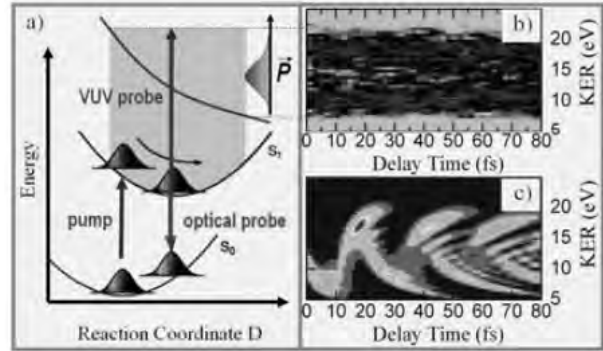 a)
VUV probe
P
S₁
pump
optical probe
S₀
Energy
Reaction Coordinate D
b)
20
15
10
5
KER (eV)
0 10 20 30 40 50 60 70 80
Delay Time (fs)
c)
20
15
10
5
KER (eV)
0 10 20 30 40 50 60 70 80
Delay Time (fs)